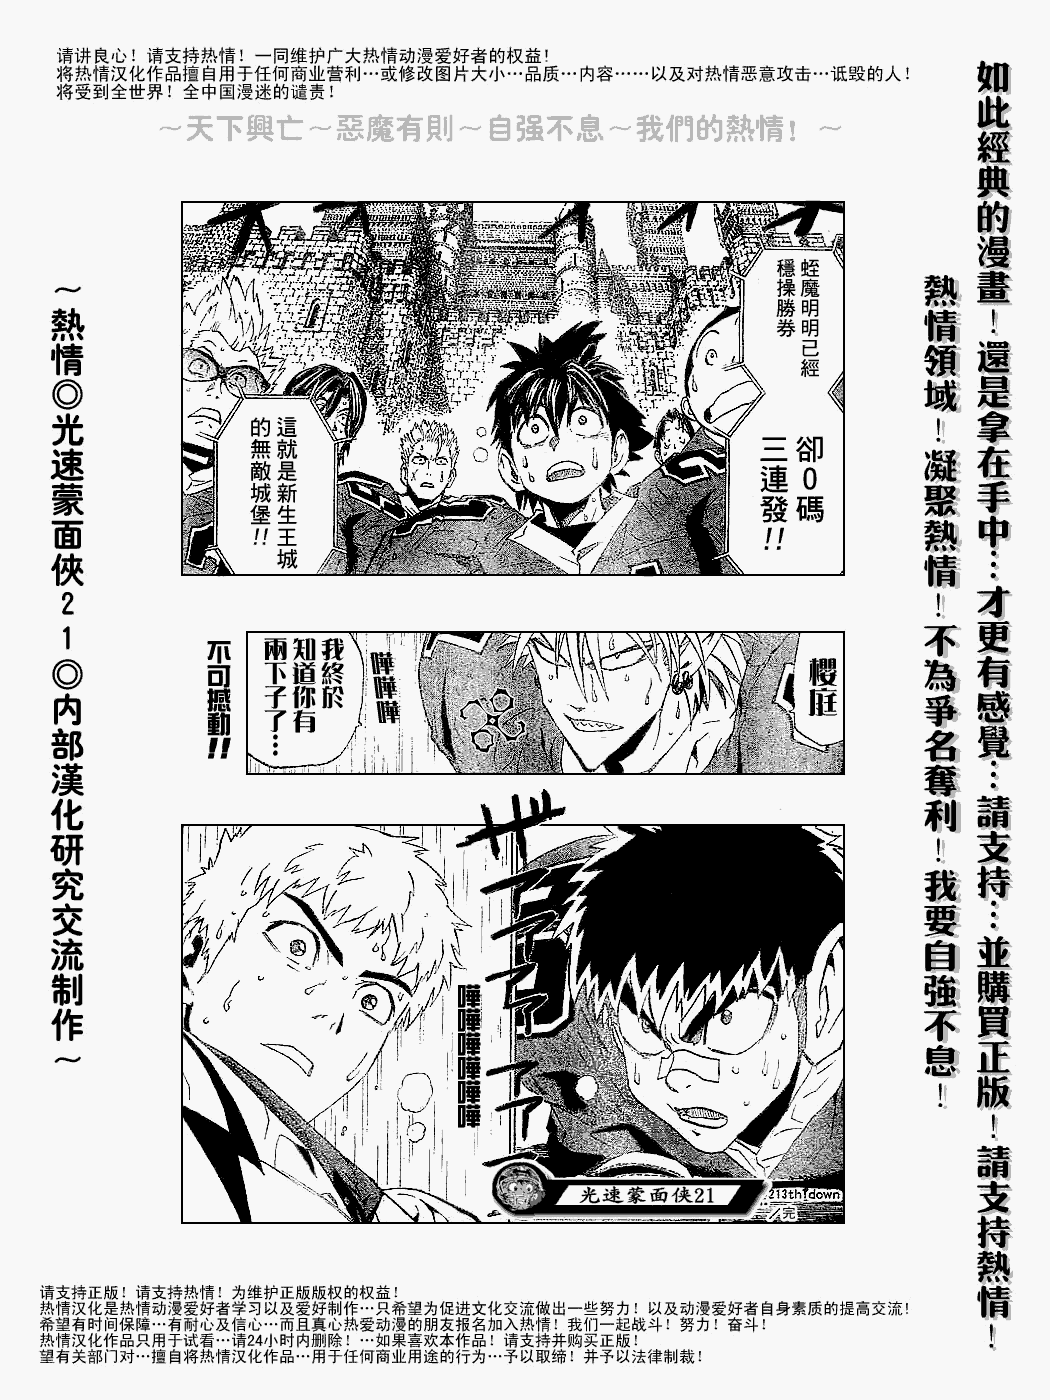 请讲良心！请支持热情！一同维护广大热情动漫爱好者的权益！
将热情汉化作品擅自用于任何商业营利…或修改图片大小…品质…内容……以及对热情恶意攻击…诋毁的人！
将受到全世界！全中国漫迷的谴责！
～天下興亡～惡魔有則～自强不息～我們的熱情！～
如此經典的漫畫！還是拿在手中…才更有感覺…請支持…並購買正版！請支持熱情！
熱情領域！凝聚熱情！不為爭名奪利！我要自強不息！
～熱情◎光速蒙面俠21◎内部漢化研究交流制作～
蛭魔明明已經
穩操勝券
卻0碼
三連發!!
這就是新生王城
的無敵城堡!!
櫻庭
嘩嘩嘩
我終於
知道你有
兩下子了…
不可撼動!!
嘩嘩嘩嘩嘩嘩
光速蒙面俠21
213th down
／完
请支持正版！请支持热情！为维护正版版权的权益！
热情汉化是热情动漫爱好者学习以及爱好制作…只希望为促进文化交流做出一些努力！以及动漫爱好者自身素质的提高交流！
希望有时间保障…有耐心及信心…而且真心热爱动漫的朋友报名加入热情！我们一起战斗！努力！奋斗！
热情汉化作品只用于试看…请24小时内删除！…如果喜欢本作品！请支持并购买正版！
望有关部门对…擅自将热情汉化作品…用于任何商业用途的行为…予以取缔！并予以法律制裁！